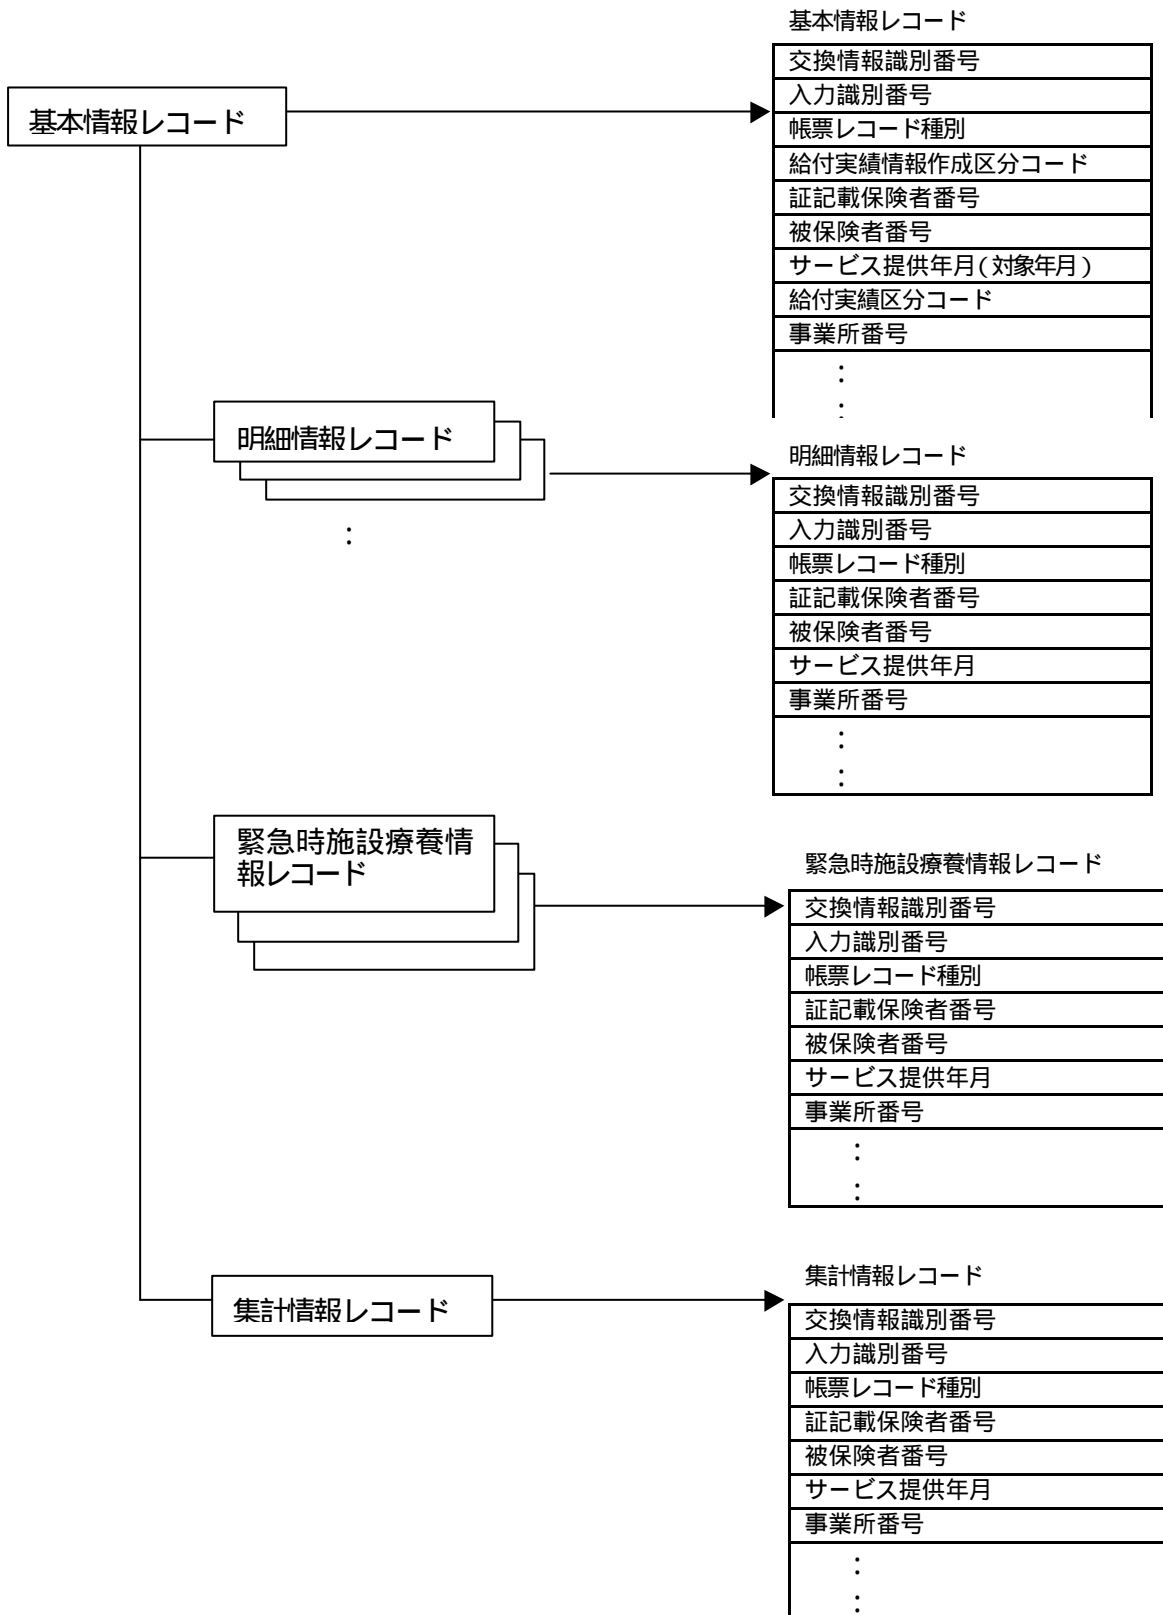 基本情報レコード
基本情報レコード
交換情報識別番号
入力識別番号
帳票レコード種別
給付実績情報作成区分コード
証記載保険者番号
被保険者番号
サービス提供年月(対象年月)
給付実績区分コード
事業所番号
：
：
明細情報レコード
：
明細情報レコード
交換情報識別番号
入力識別番号
帳票レコード種別
証記載保険者番号
被保険者番号
サービス提供年月
事業所番号
：
：
緊急時施設療養情
報レコード
緊急時施設療養情報レコード
交換情報識別番号
入力識別番号
帳票レコード種別
証記載保険者番号
被保険者番号
サービス提供年月
事業所番号
：
：
集計情報レコード
集計情報レコード
交換情報識別番号
入力識別番号
帳票レコード種別
証記載保険者番号
被保険者番号
サービス提供年月
事業所番号
：
：